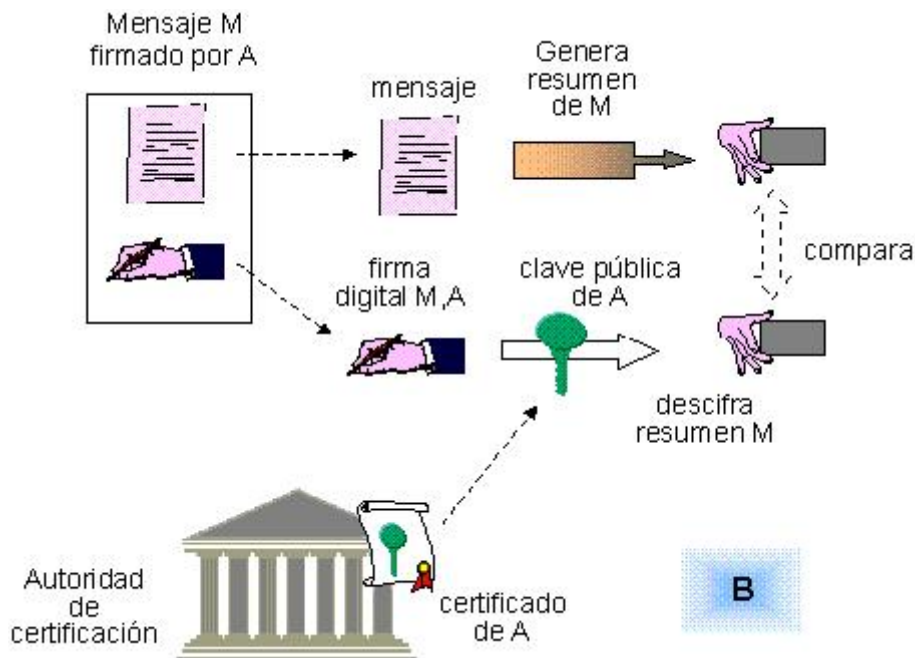 Mensaje M
firmado por A
mensaje
Genera
resumen
de M
compara
firma
digital M,A
clave pública
de A
descifra
resumen M
Autoridad
de
certificación
certificado
de A
B